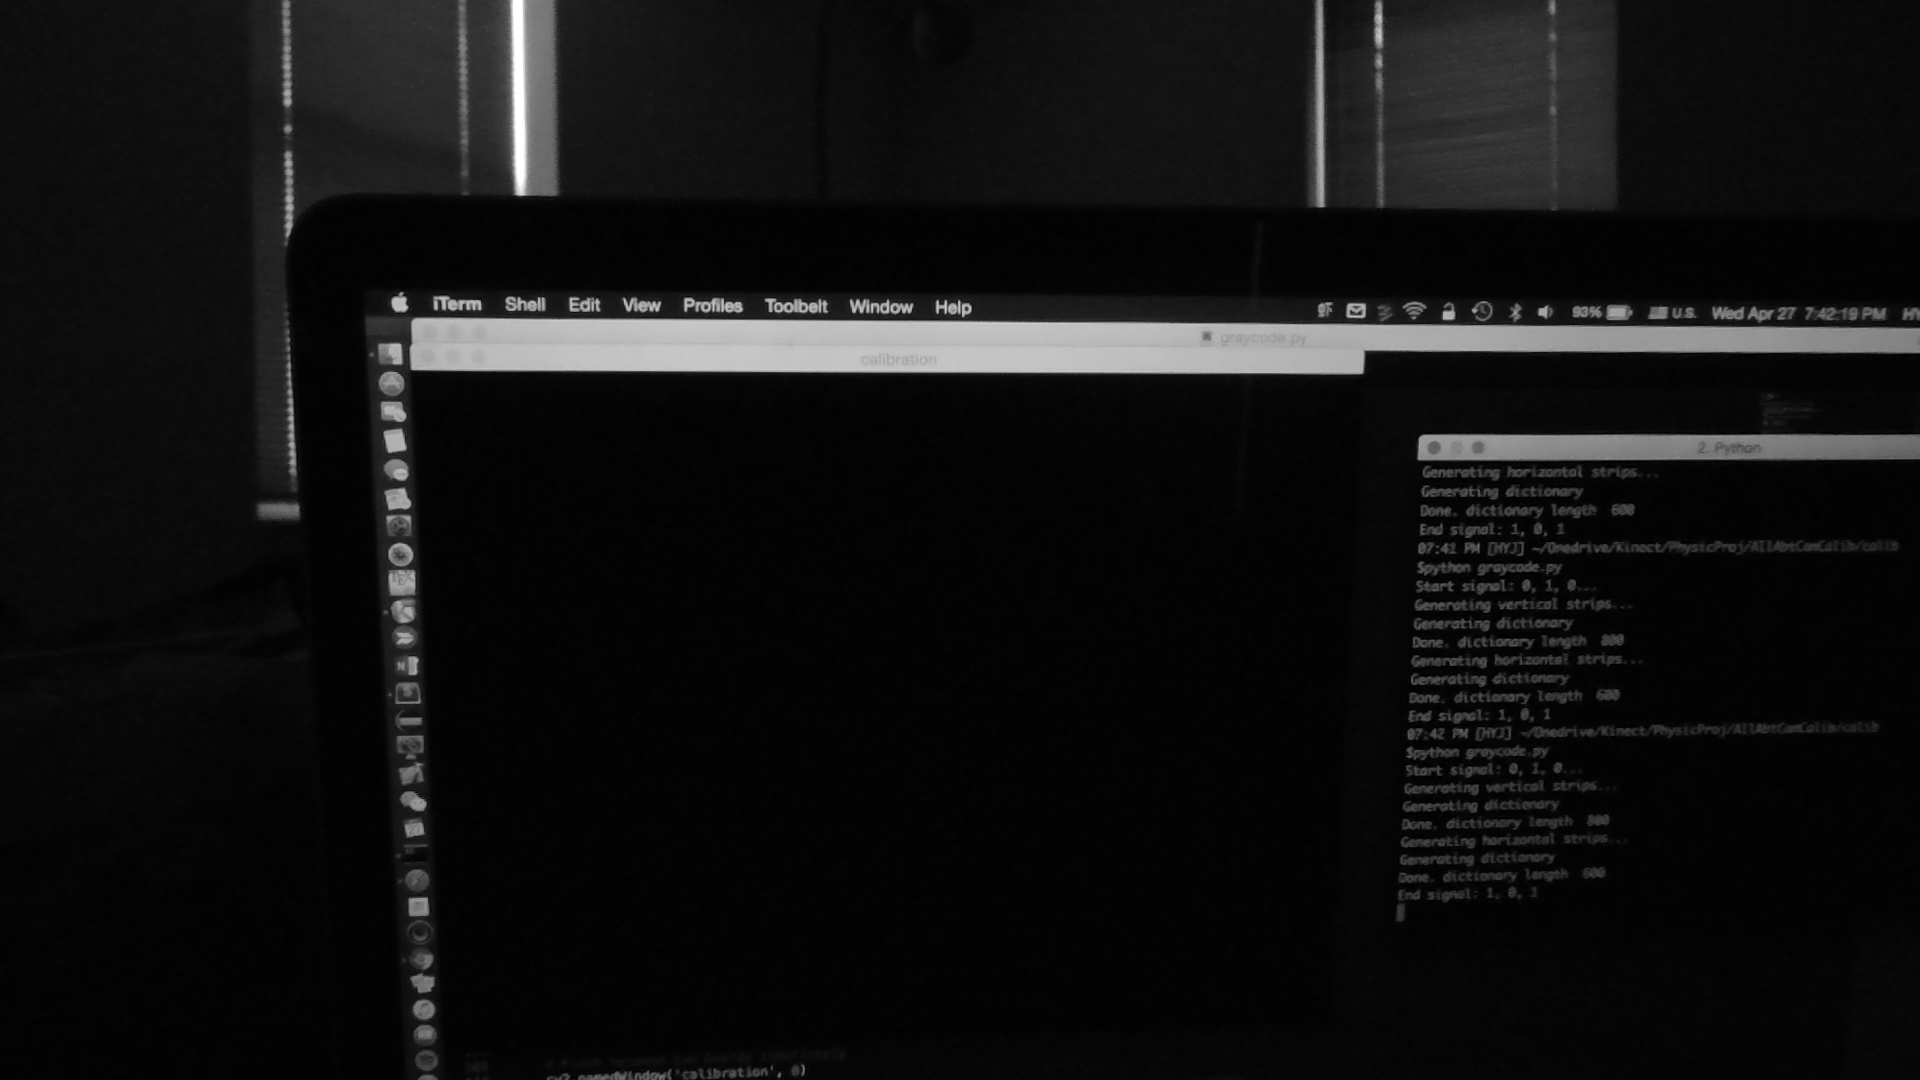 iTerm Shell Edit View Profiles Toolbelt Window Help 93% U.S. Wed Apr 27 7:42:19 PM HY
graycode.py
calibration
2. Python
Generating horizontal strips...
Generating dictionary
Done. dictionary length 600
End signal: 1, 0, 1
07:41 PM [HYJ] ~/Onedrive/Kinect/PhysicProj/AllAbtCamCalib/calib
$python graycode.py
Start signal: 0, 1, 0...
Generating vertical strips...
Generating dictionary
Done. dictionary length 800
Generating horizontal strips...
Generating dictionary
Done. dictionary length 600
End signal: 1, 0, 1
07:42 PM [HYJ] ~/Onedrive/Kinect/PhysicProj/AllAbtCamCalib/calib
$python graycode.py
Start signal: 0, 1, 0...
Generating vertical strips...
Generating dictionary
Done. dictionary length 800
Generating horizontal strips...
Generating dictionary
Done. dictionary length 600
End signal: 1, 0, 1
TEX
cv2.namedWindow('calibration', 0)